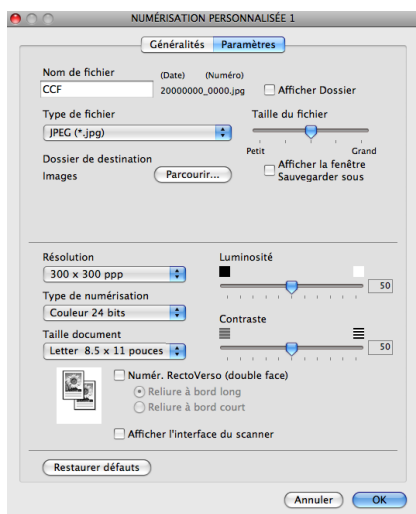 NUMÉRISATION PERSONNALISÉE 1
Généralités Paramètres
Nom de fichier (Date) (Numéro)
CCF 20000000_0000.jpg Afficher Dossier
Type de fichier Taille du fichier
JPEG (*.jpg)
Petit Grand
Dossier de destination Afficher la fenêtre
Images Parcourir... Sauvegarder sous
Résolution Luminosité
300 x 300 ppp
50
Type de numérisation
Couleur 24 bits
Contraste
Taille document
Letter 8.5 x 11 pouces 50
Numér. RectoVerso (double face)
Reliure à bord long
Reliure à bord court
Afficher l'interface du scanner
Restaurer défauts
Annuler OK